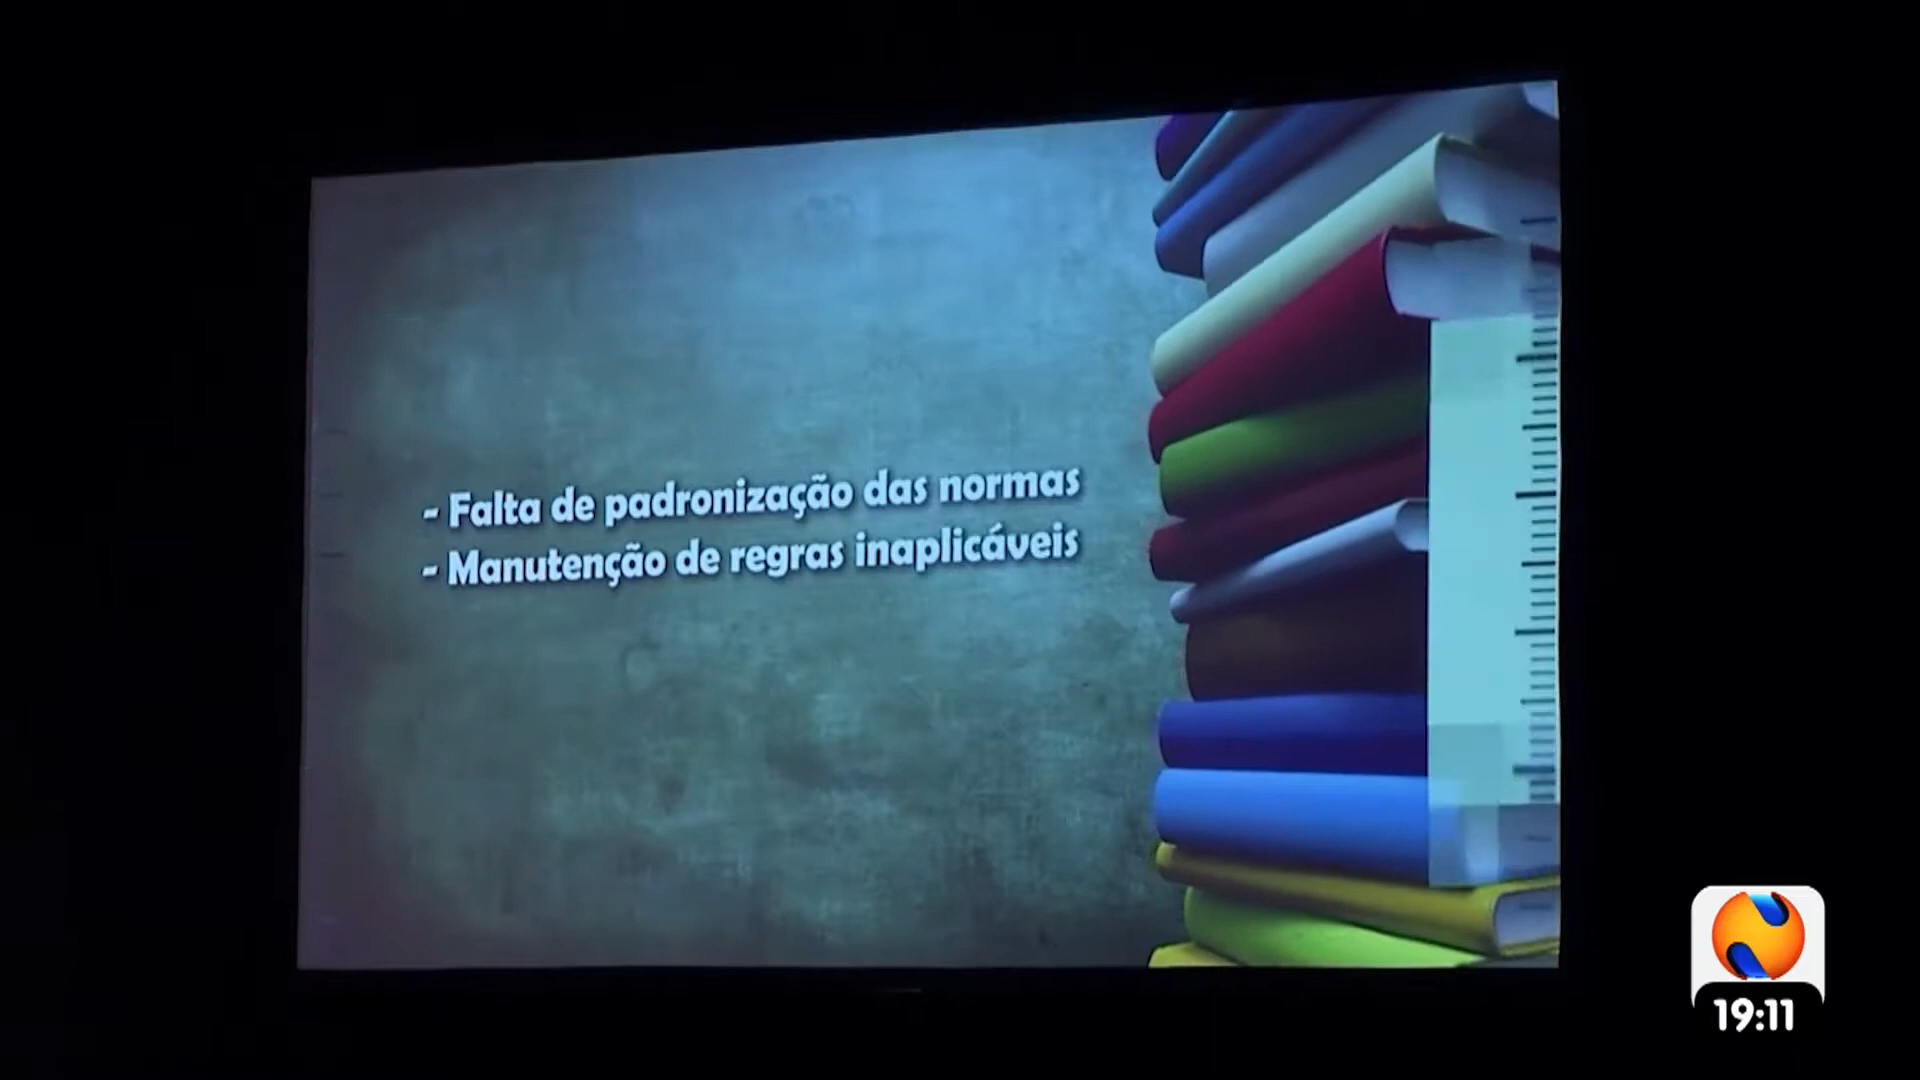 - Falta de padronização das normas
- Manutenção de regras inaplicáveis
19:11